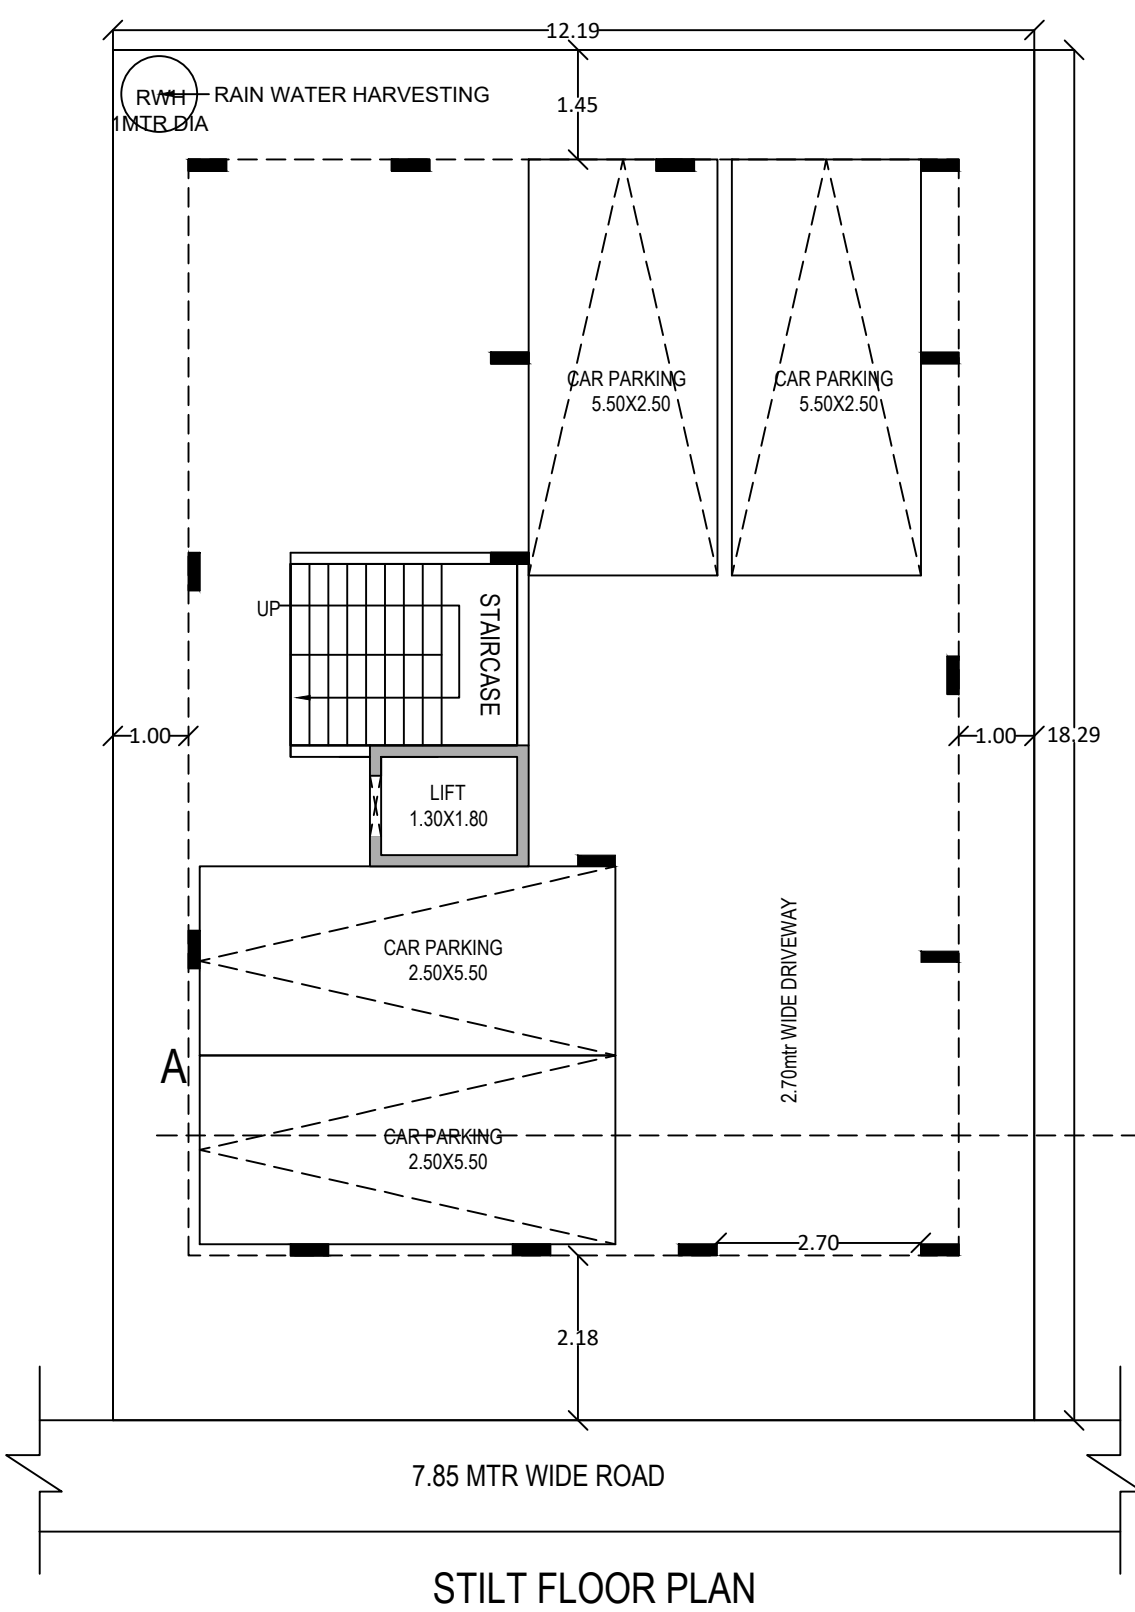 12.19
RWH
1MTR DIA
RAIN WATER HARVESTING
1.45
CAR PARKING
5.50X2.50
CAR PARKING
5.50X2.50
UP
STAIRCASE
1.00
1.00
18.29
LIFT
1.30X1.80
CAR PARKING
2.50X5.50
2.70mtr WIDE DRIVEWAY
A
CAR PARKING
2.50X5.50
2.70
2.18
7.85 MTR WIDE ROAD
STILT FLOOR PLAN